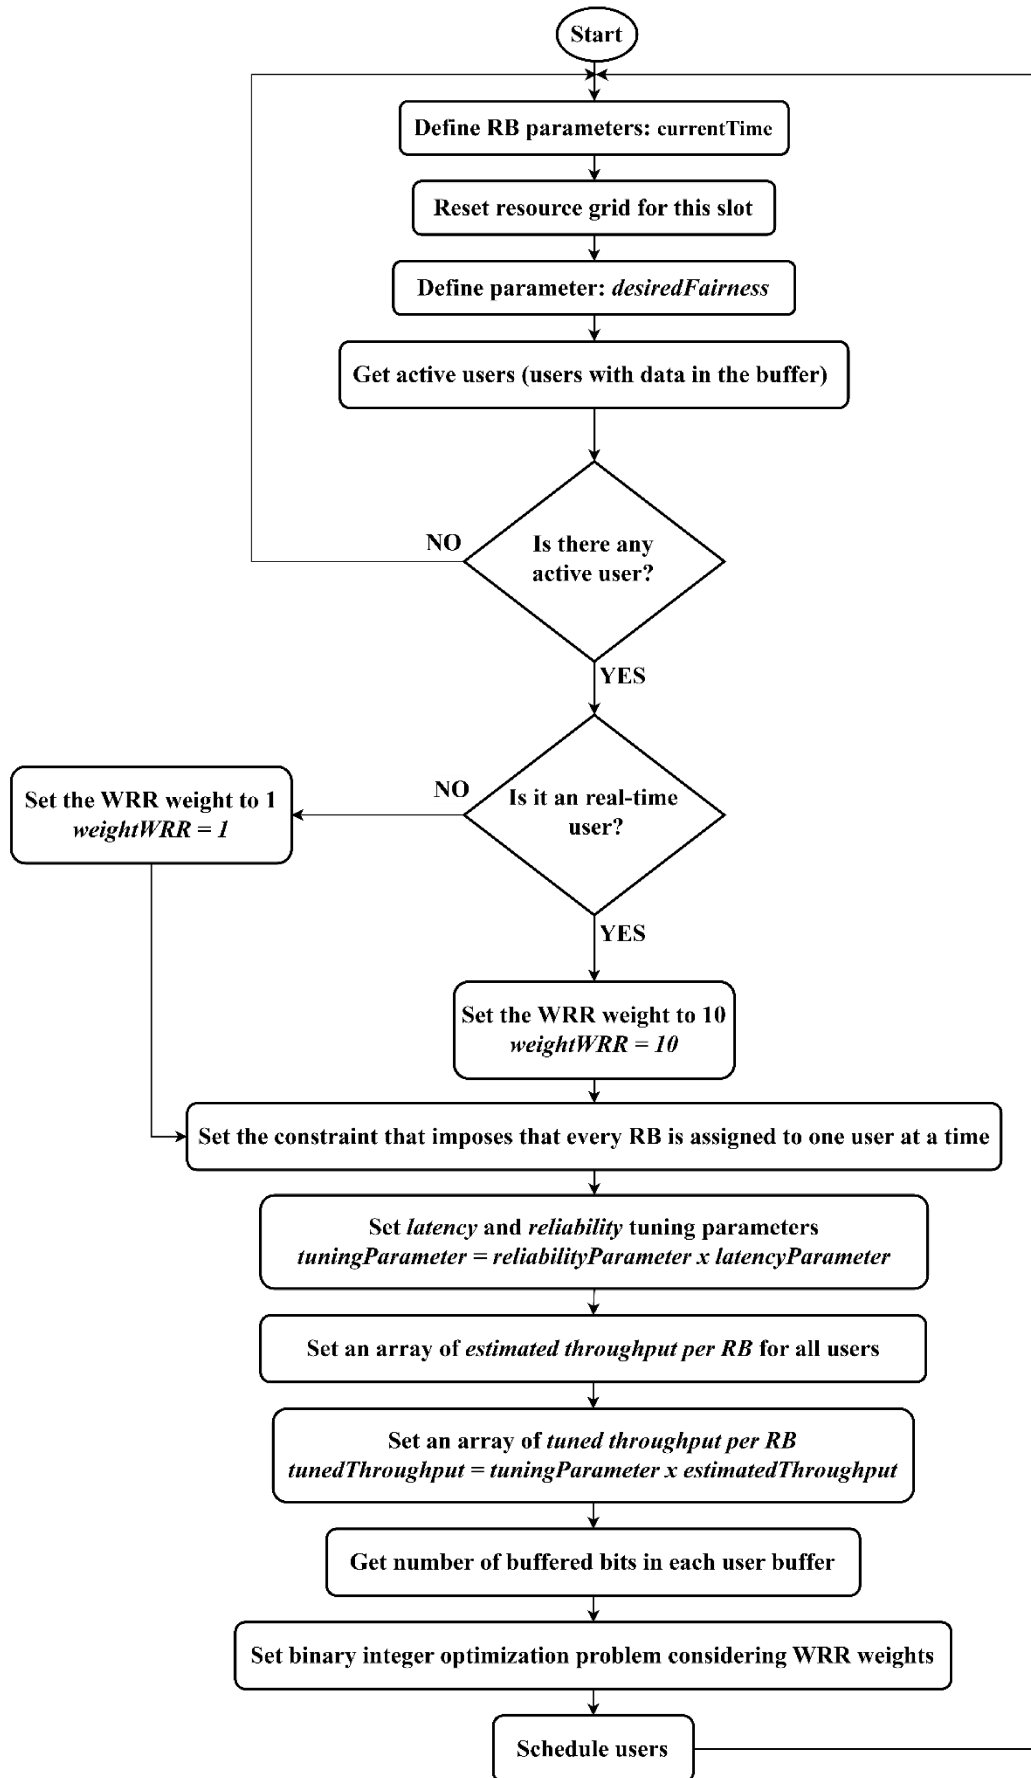 Start
Define RB parameters: currentTime
Reset resource grid for this slot
Define parameter: desiredFairness
Get active users (users with data in the buffer)
NO
Is there any
active user?
YES
Set the WRR weight to 1
weightWRR = 1
NO
Is it an real-time
user?
YES
Set the WRR weight to 10
weightWRR = 10
Set the constraint that imposes that every RB is assigned to one user at a time
Set latency and reliability tuning parameters
tuningParameter = reliabilityParameter x latencyParameter
Set an array of estimated throughput per RB for all users
Set an array of tuned throughput per RB
tunedThroughput = tuningParameter x estimatedThroughput
Get number of buffered bits in each user buffer
Set binary integer optimization problem considering WRR weights
Schedule users